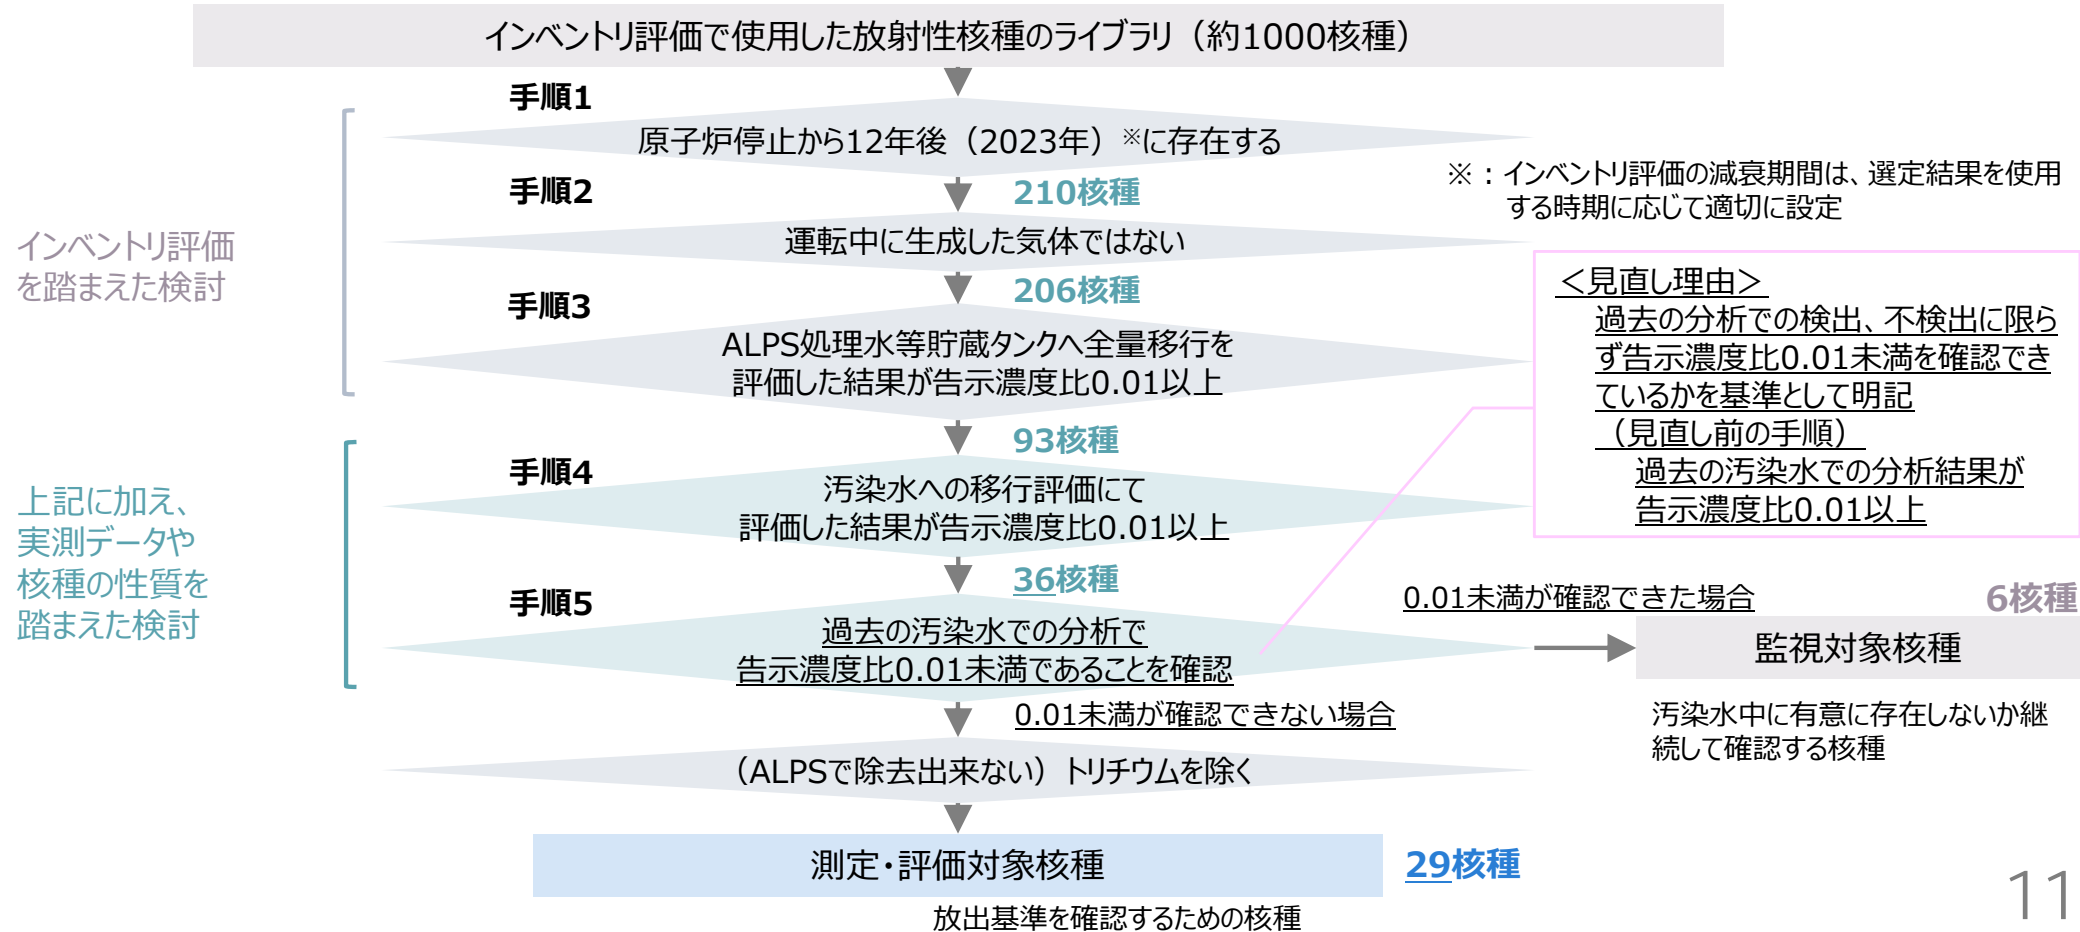 インベントリ評価で使用した放射性核種のライブラリ（約1000核種）
手順1
原子炉停止から12年後（2023年）※に存在する
※：インベントリ評価の減衰期間は、選定結果を使用
する時期に応じて適切に設定
手順2
210核種
運転中に生成した気体ではない
インベントリ評価
を踏まえた検討
206核種
手順3
ALPS処理水等貯蔵タンクへ全量移行を
評価した結果が告示濃度比0.01以上
＜見直し理由＞
過去の分析での検出、不検出に限ら
ず告示濃度比0.01未満を確認でき
ているかを基準として明記
（見直し前の手順）
過去の汚染水での分析結果が
告示濃度比0.01以上
93核種
手順4
汚染水への移行評価にて
評価した結果が告示濃度比0.01以上
上記に加え、
実測データや
核種の性質を
踏まえた検討
36核種
手順5
過去の汚染水での分析で
告示濃度比0.01未満であることを確認
0.01未満が確認できた場合
6核種
監視対象核種
汚染水中に有意に存在しないか継
続して確認する核種
0.01未満が確認できない場合
（ALPSで除去出来ない）トリチウムを除く
測定・評価対象核種
29核種
放出基準を確認するための核種
11